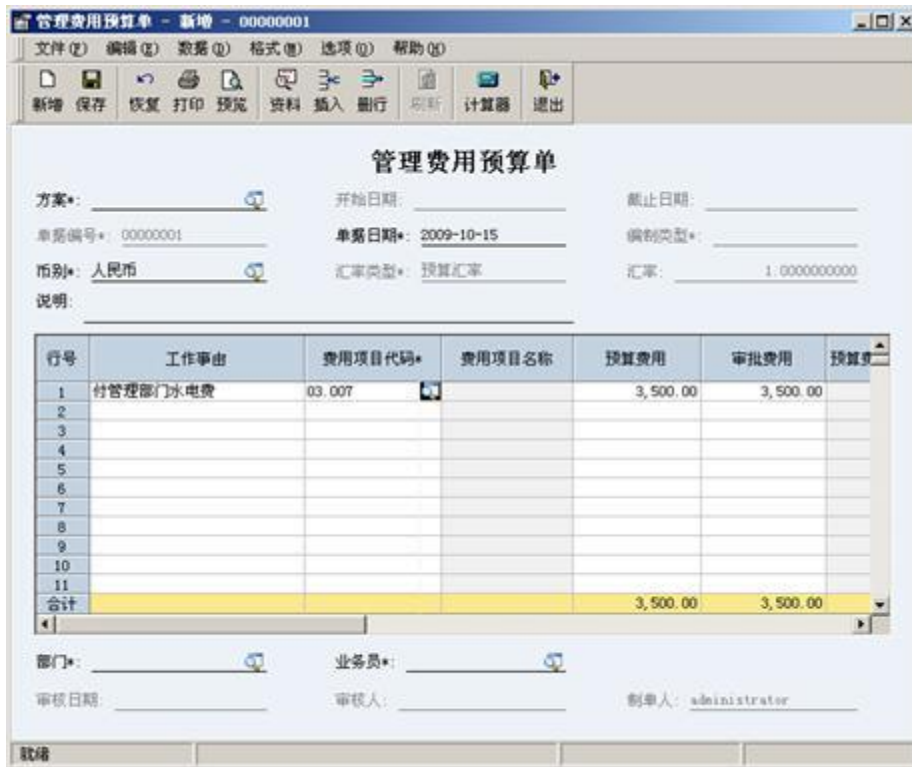 管理费用预算单 - 新增 - 00000001
文件(F) 编辑(E) 数据(D) 格式(M) 选项(O) 帮助(H)
新增 保存 恢复 打印 预览 资料 插入 删行 刷新 计算器 退出
管理费用预算单
方案*: 开始日期: 截止日期:
单据编号*: 00000001 单据日期*: 2009-10-15 编制类型*:
币别*: 人民币 汇率类型*: 预算汇率 汇率: 1.0000000000
说明:
行号 工作事由 费用项目代码* 费用项目名称 预算费用 审批费用 预算费
1 付管理部门水电费 03.007 3,500.00 3,500.00
2
3
4
5
6
7
8
9
10
11
合计 3,500.00 3,500.00
部门*: 业务员*:
审核日期: 审核人: 制单人: administrator
就绪